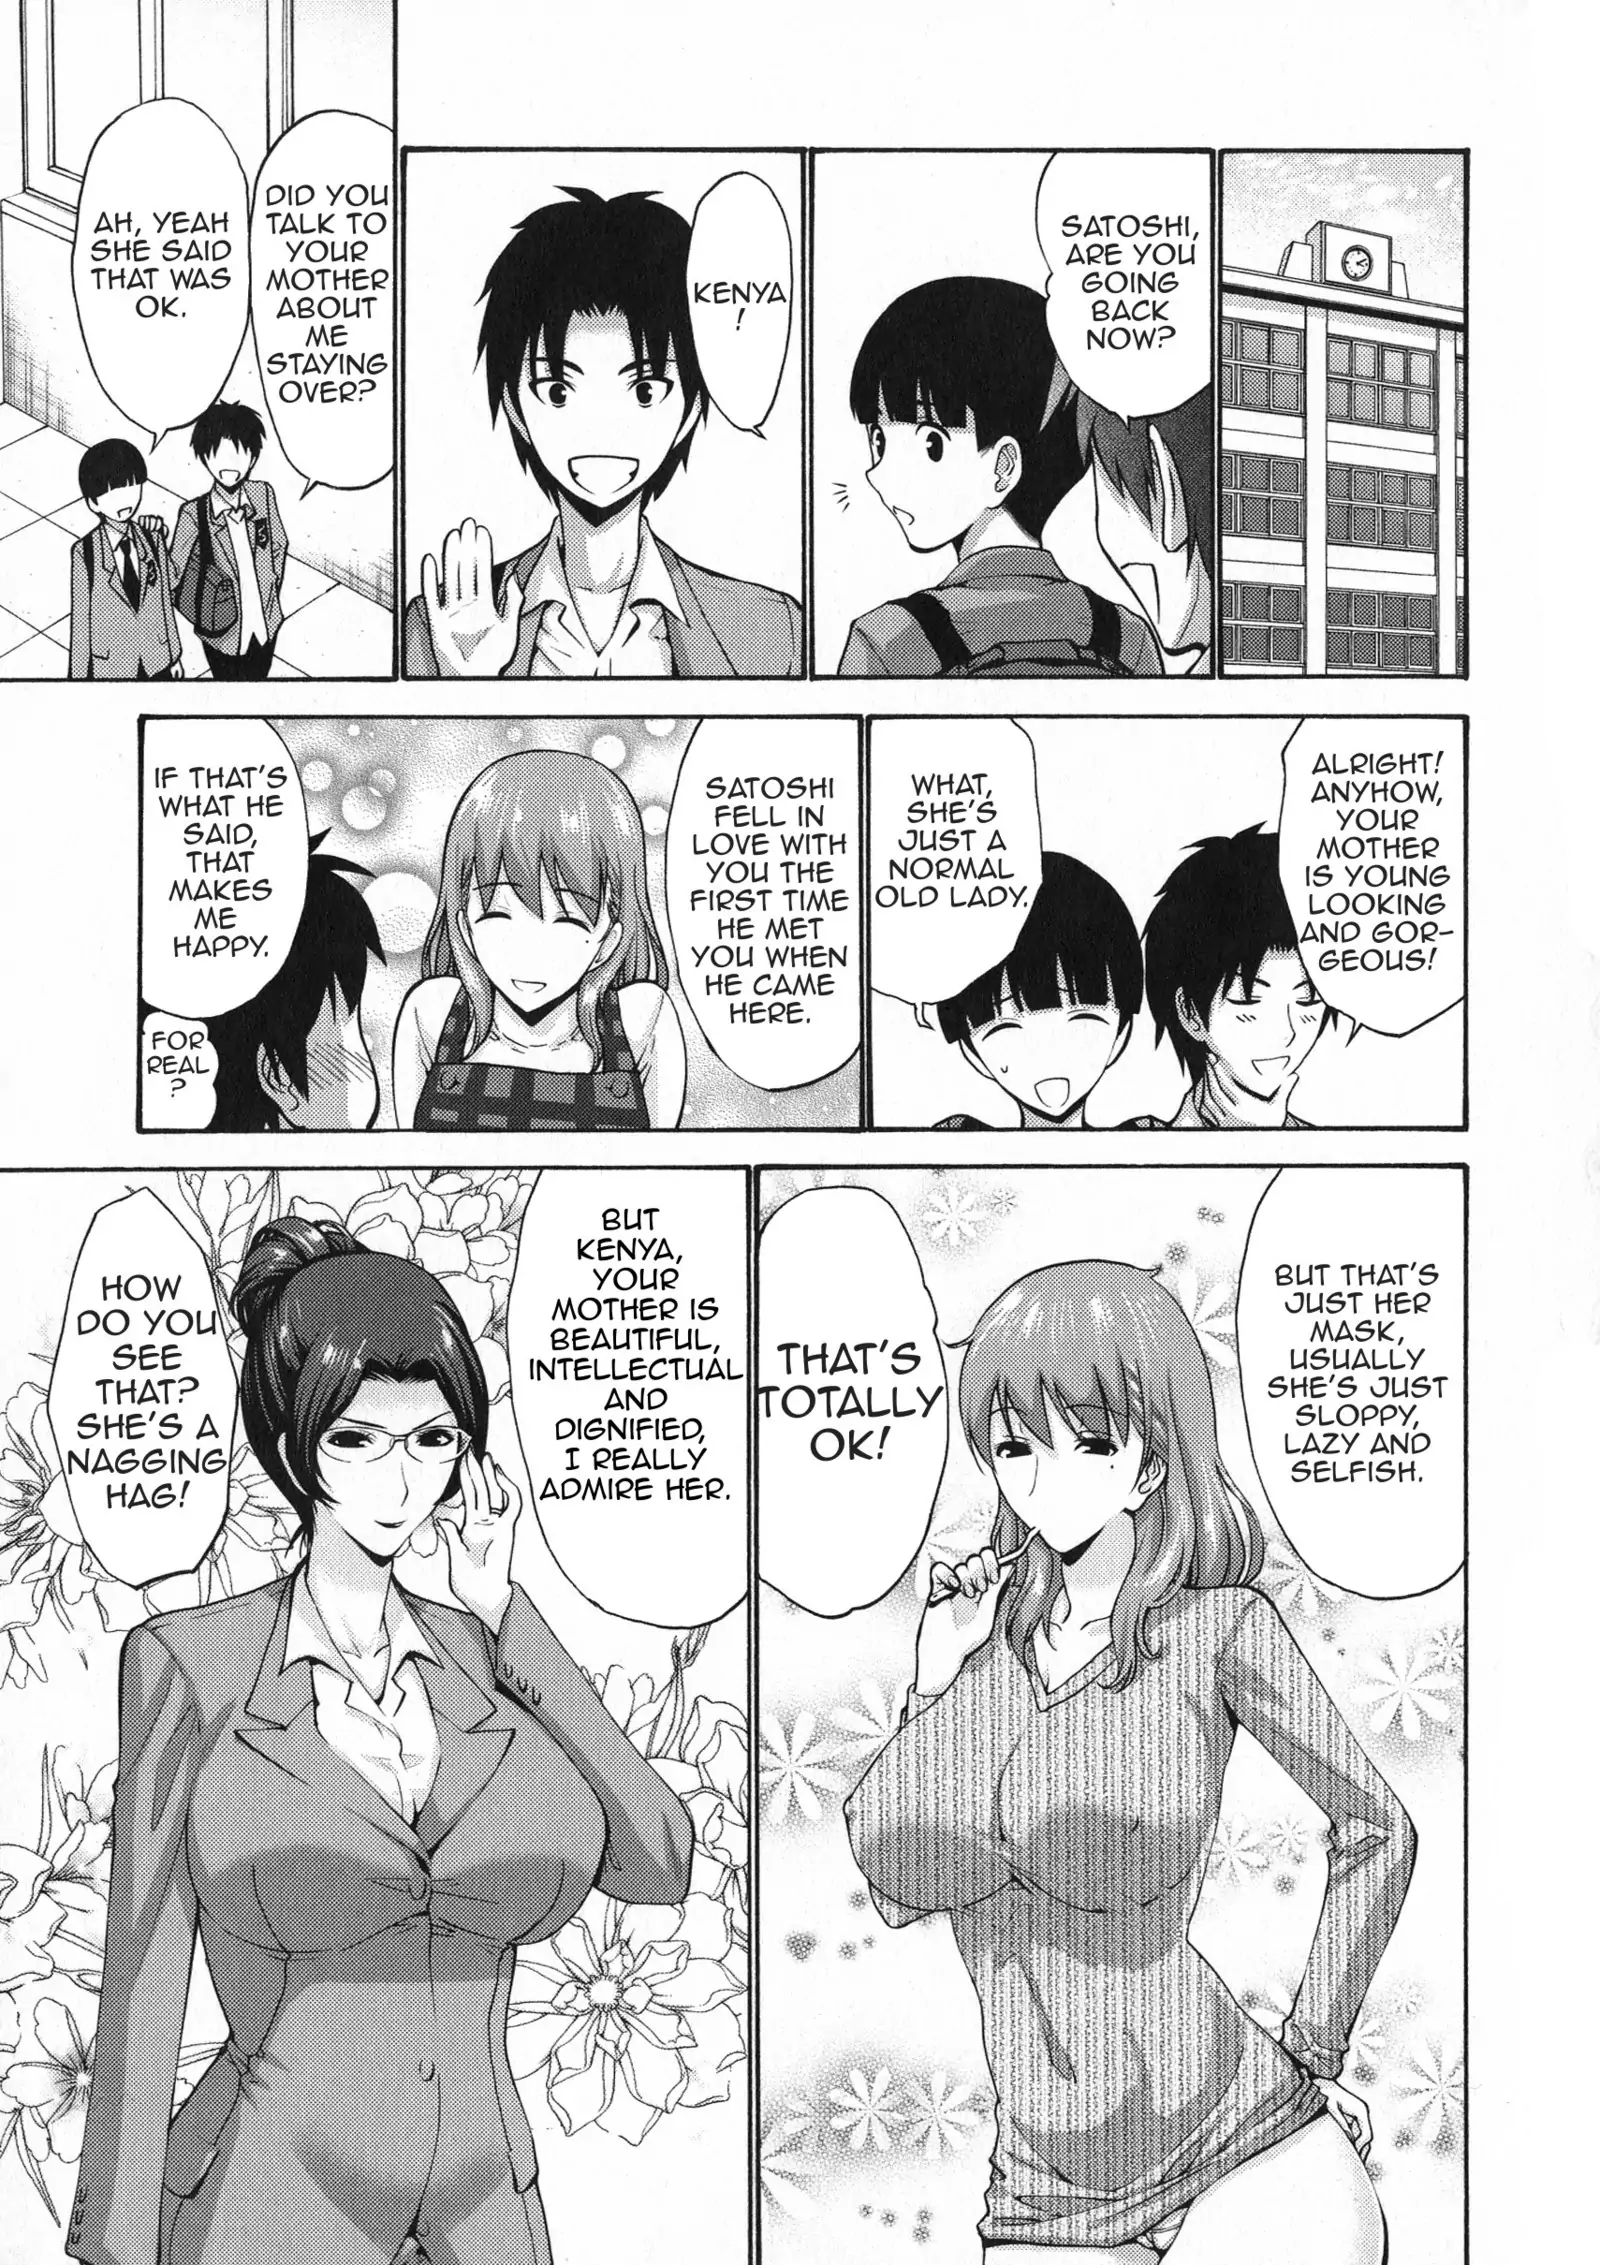 SATOSHI,
ARE YOU
GOING
BACK
NOW?
KENYA
!
DID YOU
TALK TO
YOUR
MOTHER
ABOUT
ME
STAYING
OVER?
AH, YEAH
SHE SAID
THAT WAS
OK.
ALRIGHT!
ANYHOW,
YOUR
MOTHER
IS YOUNG
LOOKING
AND GOR-
GEOUS!
WHAT,
SHE'S
JUST A
NORMAL
OLD LADY.
SATOSHI
FELL IN
LOVE WITH
YOU THE
FIRST TIME
HE MET
YOU WHEN
HE CAME
HERE.
IF THAT'S
WHAT HE
SAID,
THAT
MAKES
ME
HAPPY.
FOR
REAL
?
BUT THAT'S
JUST HER
MASK,
USUALLY
SHE'S JUST
SLOPPY,
LAZY AND
SELFISH.
THAT'S
TOTALLY
OK!
BUT
KENYA,
YOUR
MOTHER IS
BEAUTIFUL,
INTELLECTUAL
AND
DIGNIFIED,
I REALLY
ADMIRE HER.
HOW
DO YOU
SEE
THAT?
SHE'S A
NAGGING
HAG!